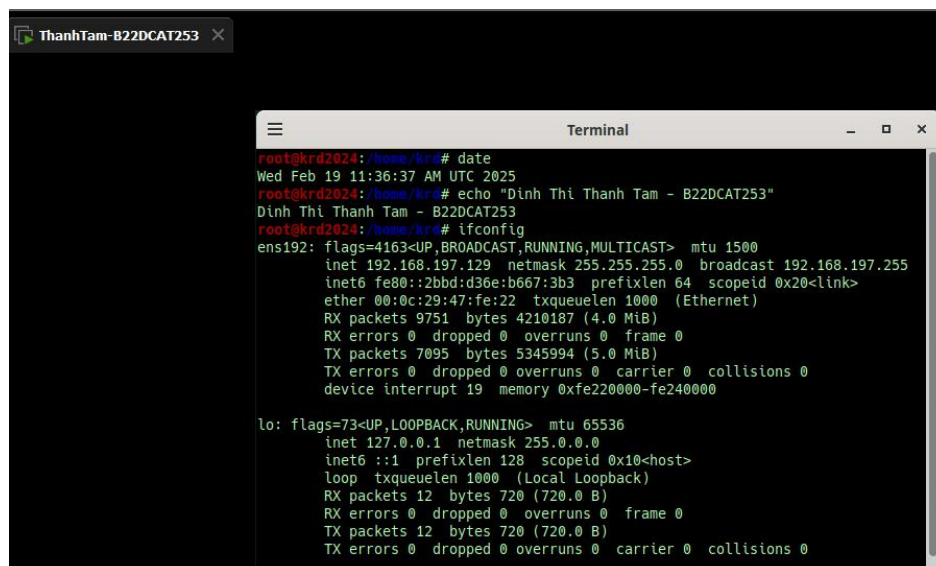 ThanhTam-B22DCAT253
Terminal
root@krd2024:/home/krd# date
Wed Feb 19 11:36:37 AM UTC 2025
root@krd2024:/home/krd# echo "Dinh Thi Thanh Tam - B22DCAT253"
Dinh Thi Thanh Tam - B22DCAT253
root@krd2024:/home/krd# ifconfig
ens192: flags=4163<UP,BROADCAST,RUNNING,MULTICAST>  mtu 1500
        inet 192.168.197.129  netmask 255.255.255.0  broadcast 192.168.197.255
        inet6 fe80::2bbd:d36e:b667:3b3  prefixlen 64  scopeid 0x20<link>
        ether 00:0c:29:47:fe:22  txqueuelen 1000  (Ethernet)
        RX packets 9751  bytes 4210187 (4.0 MiB)
        RX errors 0  dropped 0  overruns 0  frame 0
        TX packets 7095  bytes 5345994 (5.0 MiB)
        TX errors 0  dropped 0 overruns 0  carrier 0  collisions 0
        device interrupt 19  memory 0xfe220000-fe240000
lo: flags=73<UP,LOOPBACK,RUNNING>  mtu 65536
        inet 127.0.0.1  netmask 255.0.0.0
        inet6 ::1  prefixlen 128  scopeid 0x10<host>
        loop  txqueuelen 1000  (Local Loopback)
        RX packets 12  bytes 720 (720.0 B)
        RX errors 0  dropped 0  overruns 0  frame 0
        TX packets 12  bytes 720 (720.0 B)
        TX errors 0  dropped 0 overruns 0  carrier 0  collisions 0